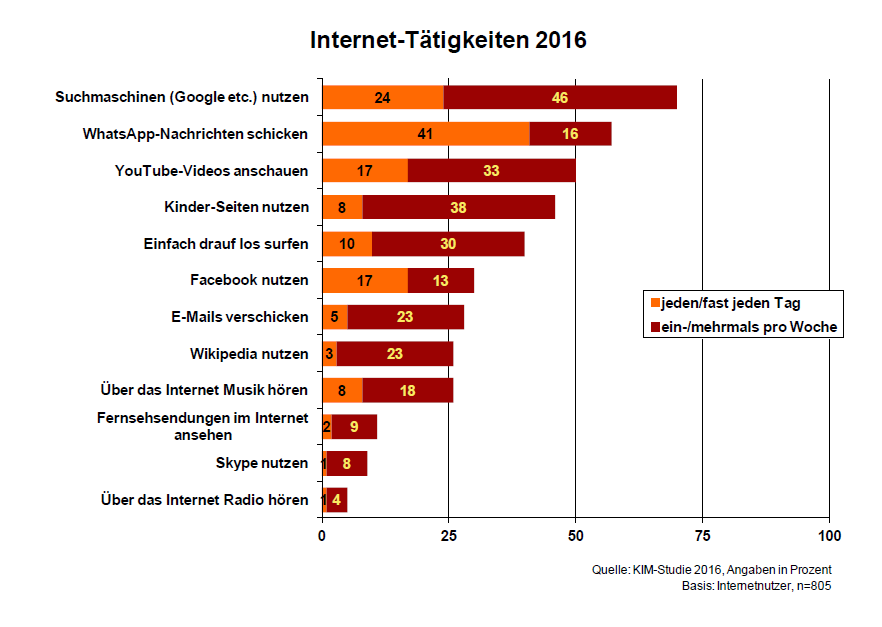 Internet-Tätigkeiten 2016
Suchmaschinen (Google etc.) nutzen 24 46
WhatsApp-Nachrichten schicken 41 16
YouTube-Videos anschauen 17 33
Kinder-Seiten nutzen 8 38
Einfach drauf los surfen 10 30
Facebook nutzen 17 13
jeden/fast jeden Tag
E-Mails verschicken 5 23
ein-/mehrmals pro Woche
Wikipedia nutzen 3 23
Über das Internet Musik hören 8 18
Fernsehsendungen im Internet
ansehen 2 9
Skype nutzen 1 8
Über das Internet Radio hören 1 4
0 25 50 75 100
Quelle: KIM-Studie 2016, Angaben in Prozent
Basis: Internetnutzer, n=805